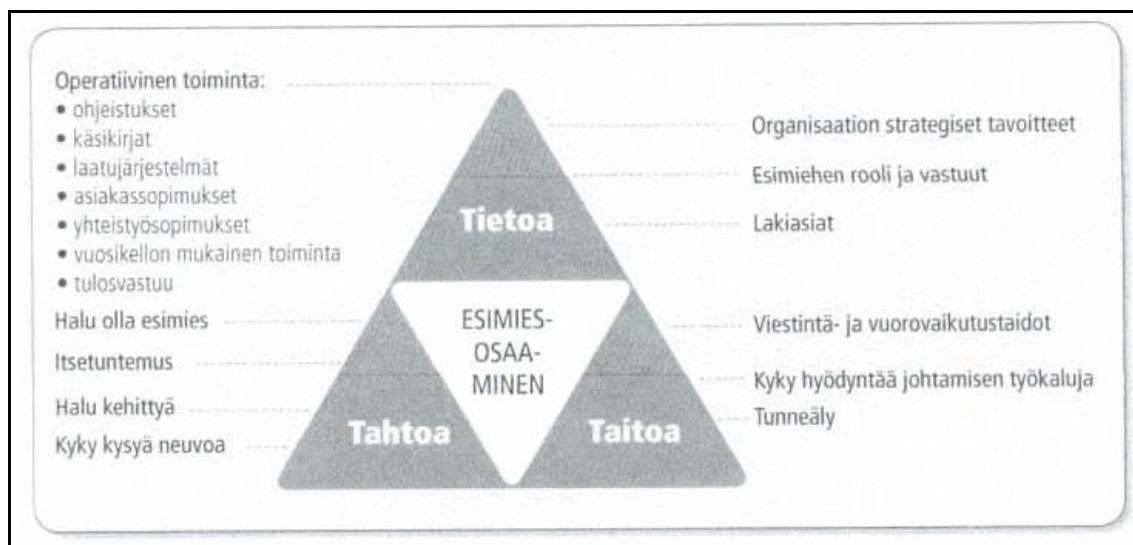 Operatiivinen toiminta:
• ohjeistukset
• käsikirjat
• laatujärjestelmät
• asiakassopimukset
• yhteistyösopimukset
• vuosikellon mukainen toiminta
• tulosvastuu
Halu olla esimies
Itsetuntemus
Halu kehittyä
Kyky kysyä neuvoa
Tietoa
ESIMIES-
OSAA-
MINEN
Tahtoa
Taitoa
Organisaation strategiset tavoitteet
Esimiehen rooli ja vastuut
Lakiasiat
Viestintä- ja vuorovaikutustaidot
Kyky hyödyntää johtamisen työkaluja
Tunneäly